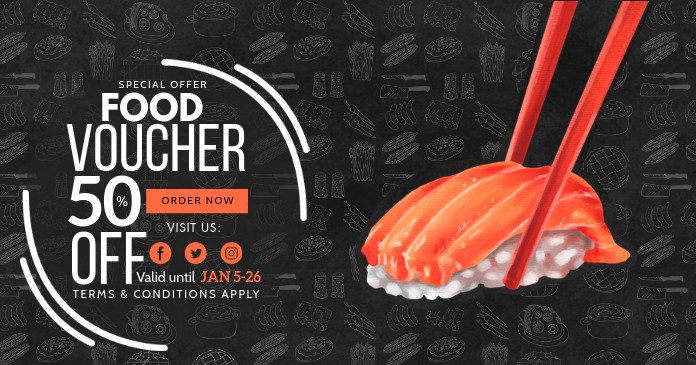 SPECIAL OFFER
FOOD
VOUCHER
50%
ORDER NOW
VISIT US:
OFF
Valid until JAN 5-26
TERMS & CONDITIONS APPLY